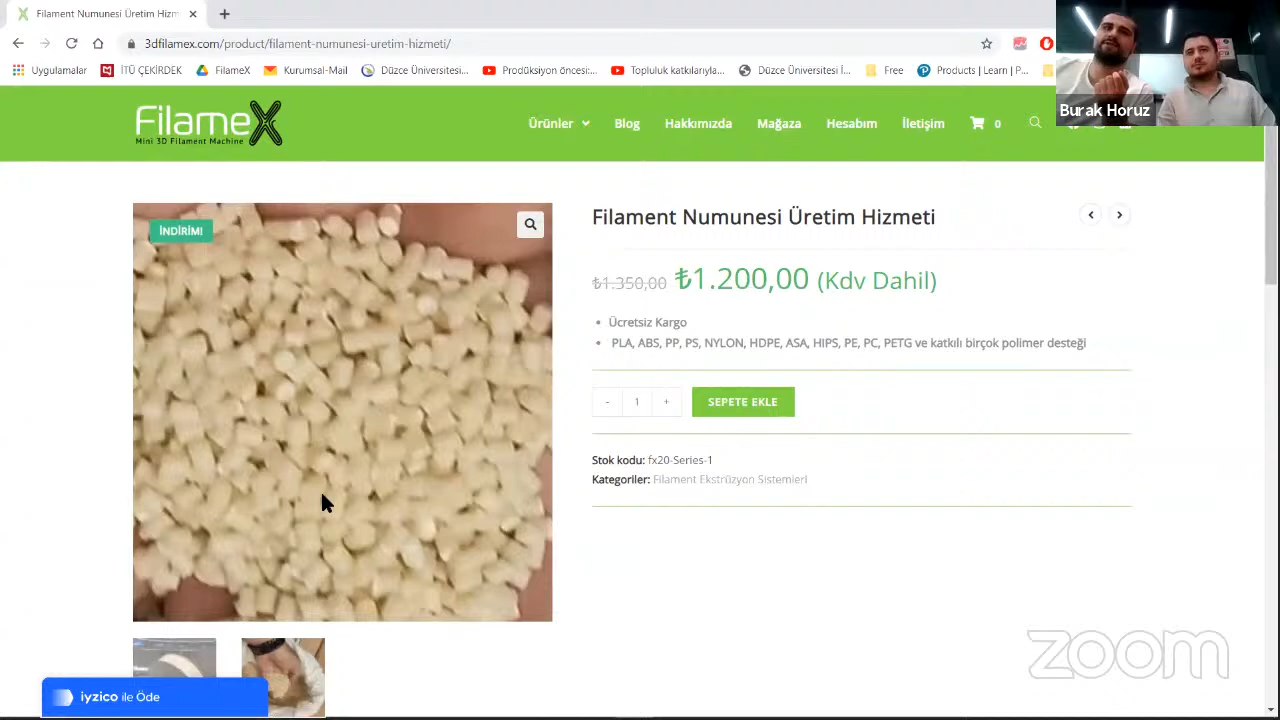 Filament Numunesi Üretim Hizm
3dfilamex.com/product/filament-numunesi-uretim-hizmeti/
Uygulamalar
İTÜ ÇEKİRDEK
FilameX
Kurumsal-Mail
Düzce Üniversitesi...
Prodüksiyon öncesi:...
Topluluk katkılarıyla...
Düzce Üniversitesi İ...
Free
Products | Learn | P...
Burak Horuz
FilameX
Mini 3D Filament Machine
Ürünler
Blog
Hakkımızda
Mağaza
Hesabım
İletişim
0
İNDİRİM!
Filament Numunesi Üretim Hizmeti
₺1.350,00 ₺1.200,00 (Kdv Dahil)
Ücretsiz Kargo
PLA, ABS, PP, PS, NYLON, HDPE, ASA, HIPS, PE, PC, PETG ve katkılı birçok polimer desteği
- 1 +
SEPETE EKLE
Stok kodu: fx20-Series-1
Kategoriler: Filament Ekstrüzyon Sistemleri
iyzico ile Öde
zoom